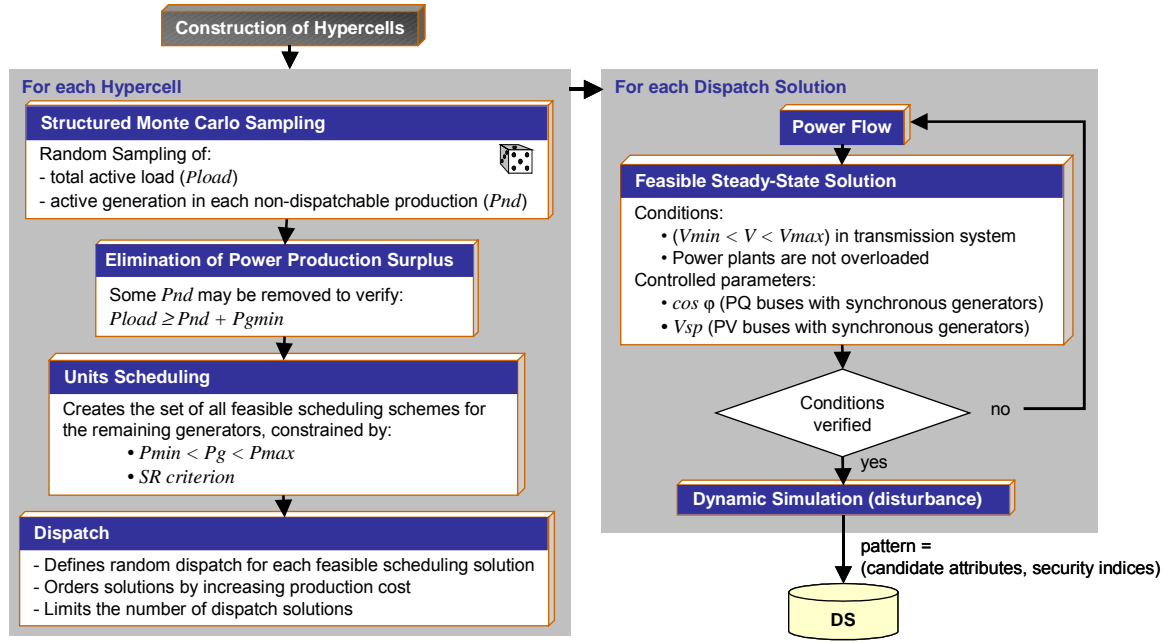 Construction of Hypercells
For each Hypercell
Structured Monte Carlo Sampling
Random Sampling of:
- total active load (Pload)
- active generation in each non-dispatchable production (Pnd)
Elimination of Power Production Surplus
Some Pnd may be removed to verify:
Pload ≥ Pnd + Pgmin
Units Scheduling
Creates the set of all feasible scheduling schemes for
the remaining generators, constrained by:
• Pmin < Pg < Pmax
• SR criterion
Dispatch
- Defines random dispatch for each feasible scheduling solution
- Orders solutions by increasing production cost
- Limits the number of dispatch solutions
For each Dispatch Solution
Power Flow
Feasible Steady-State Solution
Conditions:
• (Vmin < V < Vmax) in transmission system
• Power plants are not overloaded
Controlled parameters:
• cos φ (PQ buses with synchronous generators)
• Vsp (PV buses with synchronous generators)
Conditions
verified
no
yes
Dynamic Simulation (disturbance)
pattern =
(candidate attributes, security indices)
DS